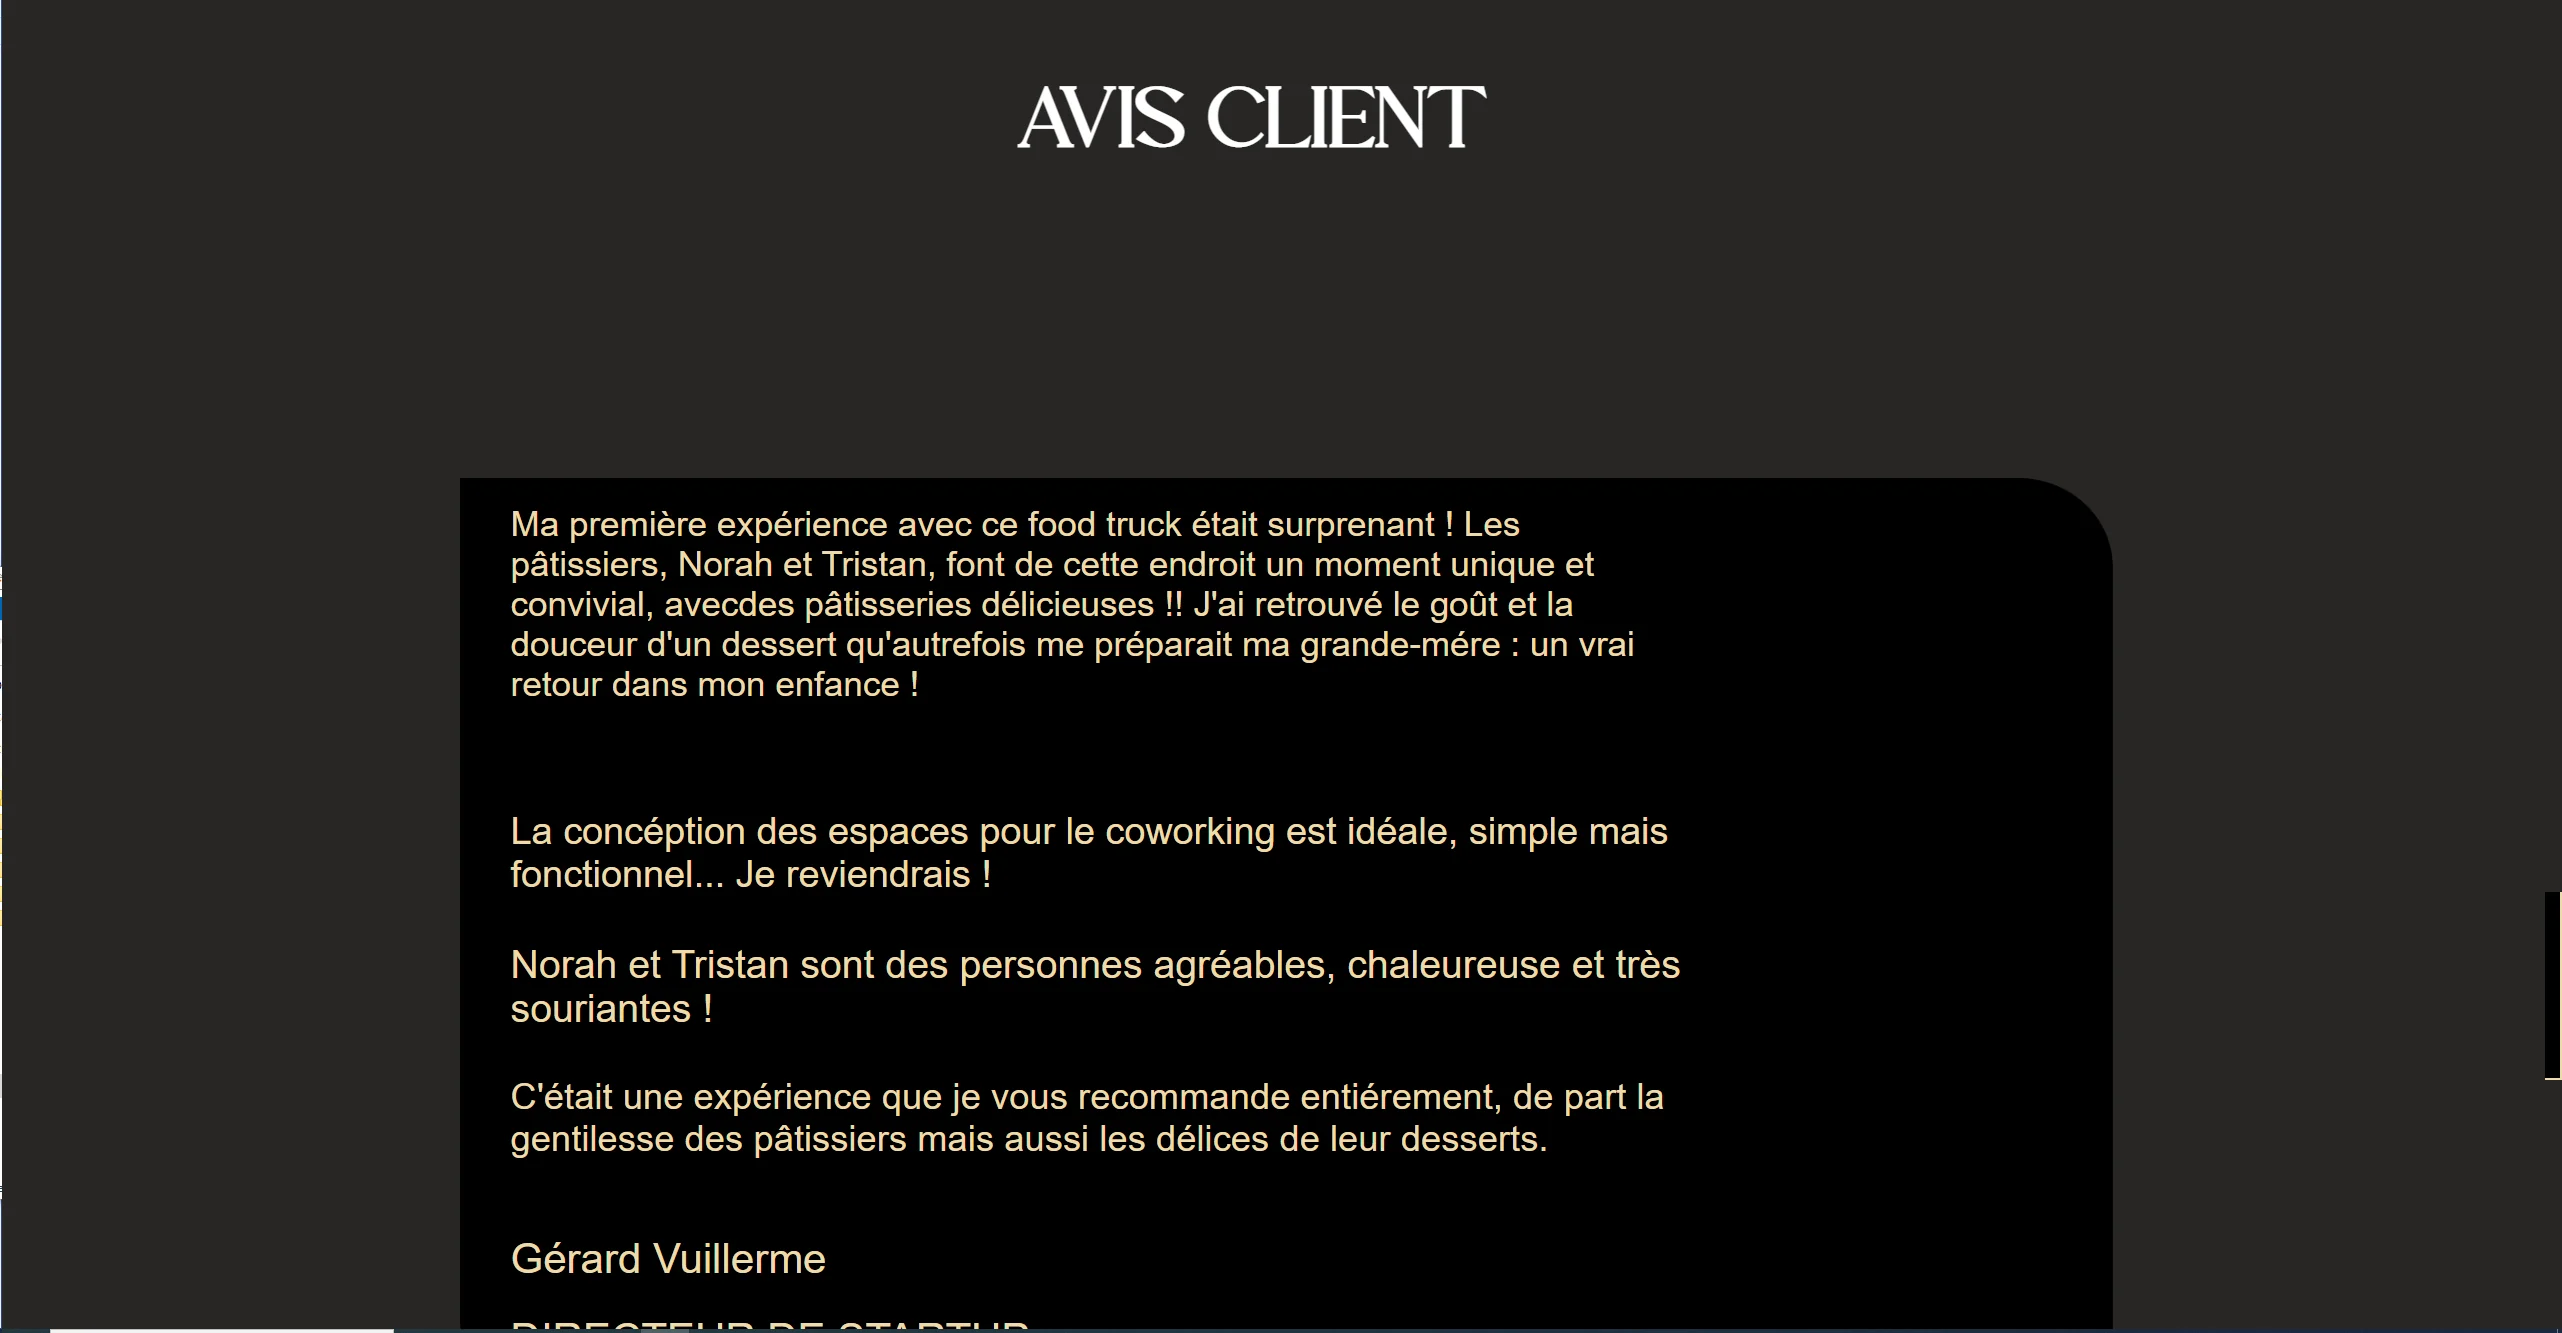 AVIS CLIENT
Ma première expérience avec ce food truck était surprenant ! Les
pâtissiers, Norah et Tristan, font de cette endroit un moment unique et
convivial, avecdes pâtisseries délicieuses !! J'ai retrouvé le goût et la
douceur d'un dessert qu'autrefois me préparait ma grande-mére : un vrai
retour dans mon enfance !
La concéption des espaces pour le coworking est idéale, simple mais
fonctionnel... Je reviendrais !
Norah et Tristan sont des personnes agréables, chaleureuse et très
souriantes !
C'était une expérience que je vous recommande entiérement, de part la
gentilesse des pâtissiers mais aussi les délices de leur desserts.
Gérard Vuillerme
DIRECTEUR DE STARTUP